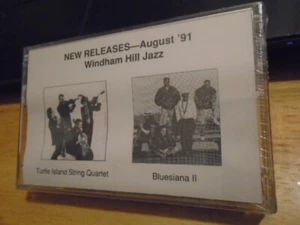 NEW RELEASES—August '91
Windham Hill Jazz
Turtle Island String Quartet
Bluesiana II